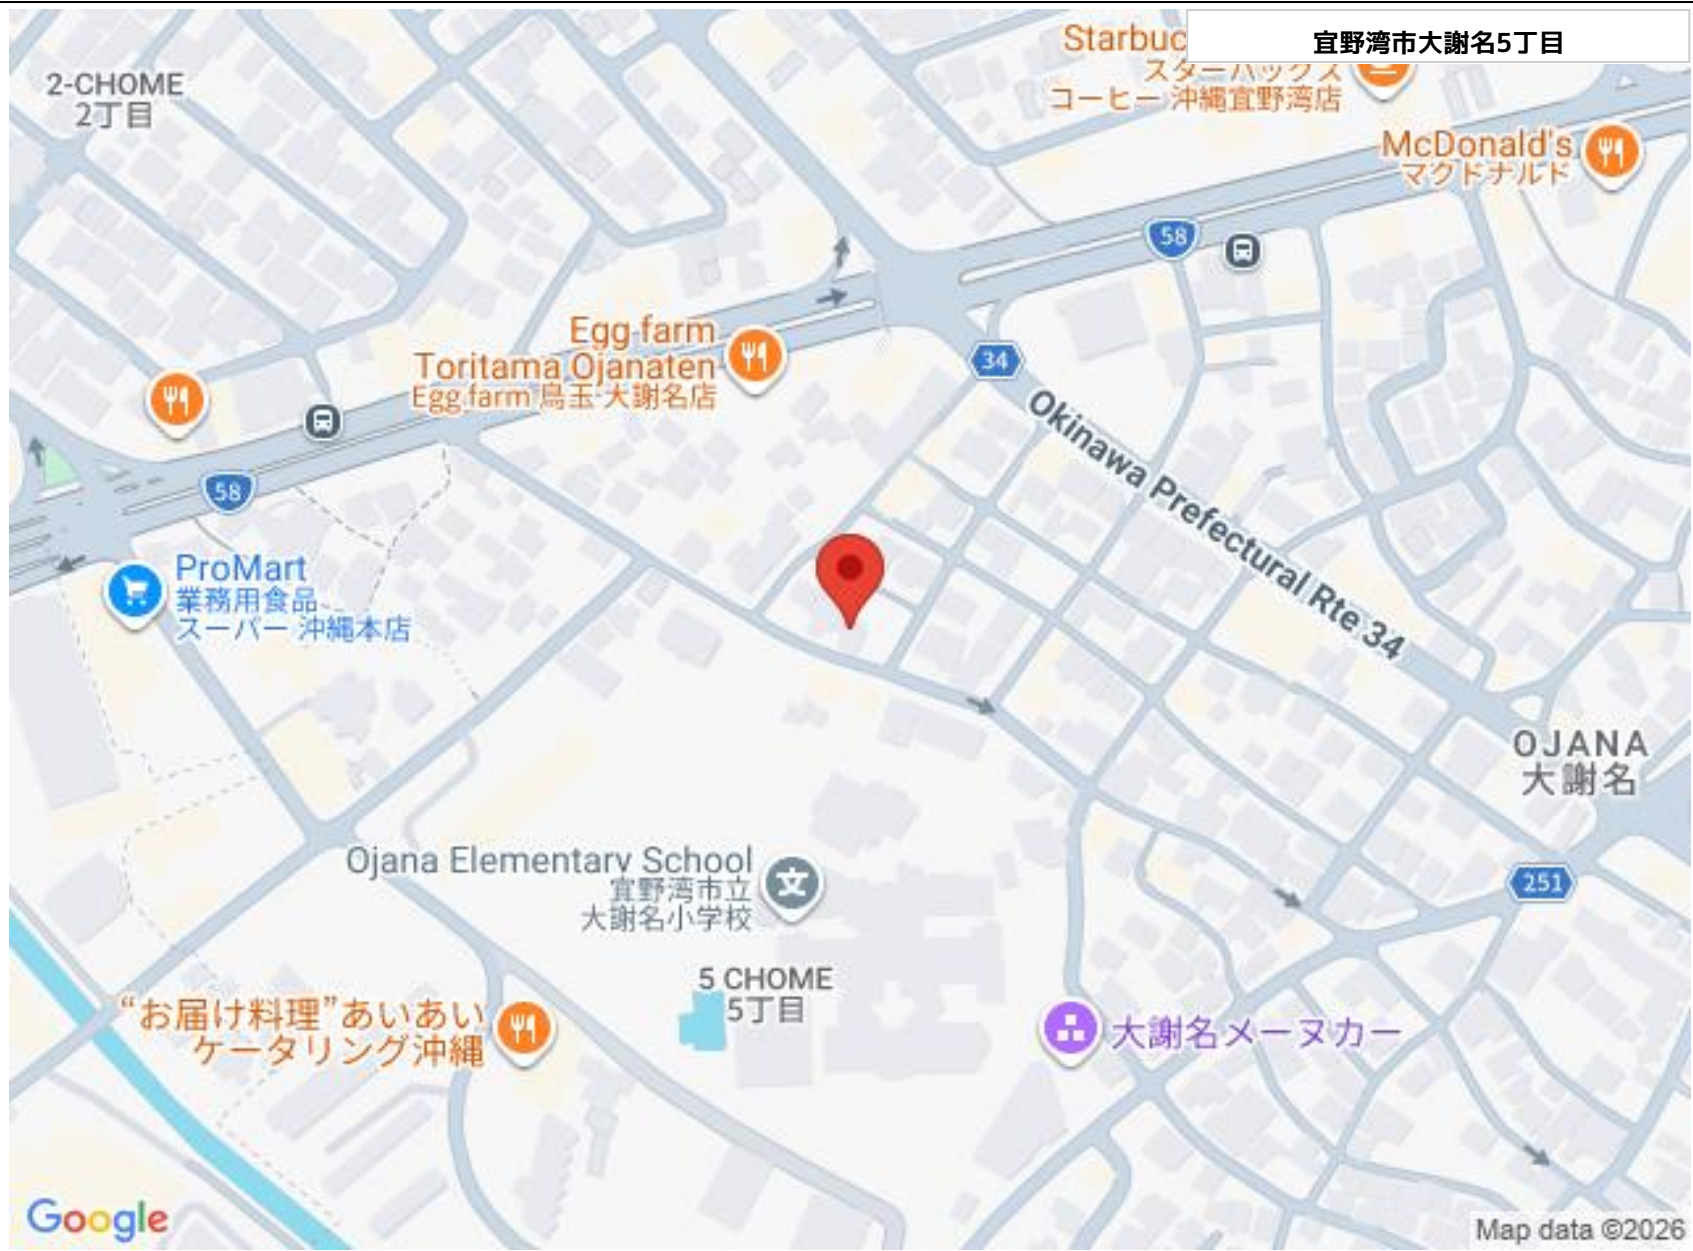 宜野湾市大謝名5丁目
Starbuc
スターバックス
コーヒー 沖縄宜野湾店
2-CHOME
2丁目
McDonald's
マクドナルド
58
Egg farm
Toritama Ojanaten
Egg farm 鳥玉 大謝名店
34
Okinawa Prefectural Rte 34
58
ProMart
業務用食品
スーパー 沖縄本店
OJANA
大謝名
Ojana Elementary School
宜野湾市立
大謝名小学校
文
251
5 CHOME
5丁目
“お届け料理”あいあい
ケータリング沖縄
大謝名メーヌカー
Google
Map data ©2026